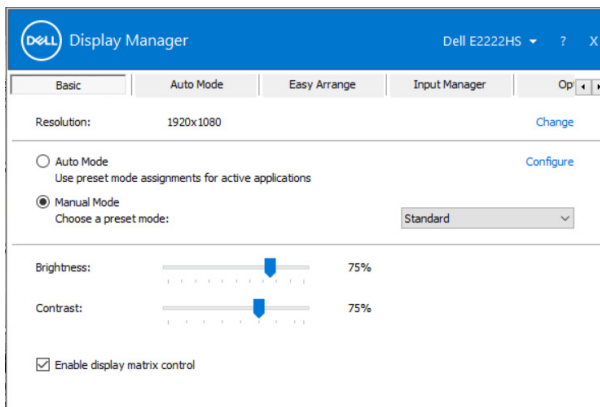 DELL Display Manager Dell E2222HS ? X
Basic Auto Mode Easy Arrange Input Manager Op
Resolution: 1920x1080 Change
Auto Mode Configure
Use preset mode assignments for active applications
Manual Mode
Choose a preset mode: Standard
Brightness: 75%
Contrast: 75%
Enable display matrix control